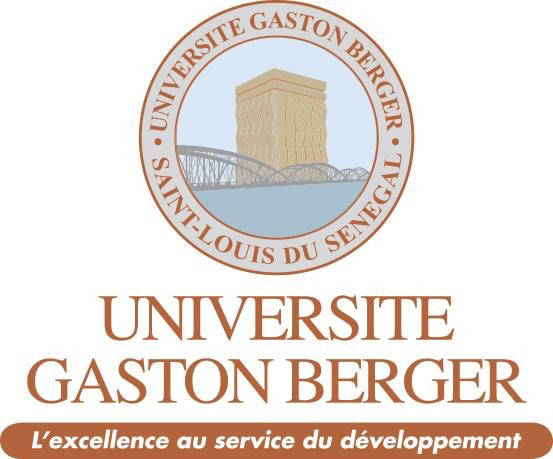 • UNIVERSITE GASTON BERGER •
SAINT-LOUIS DU SENEGAL
UNIVERSITE
GASTON BERGER
L'excellence au service du développement